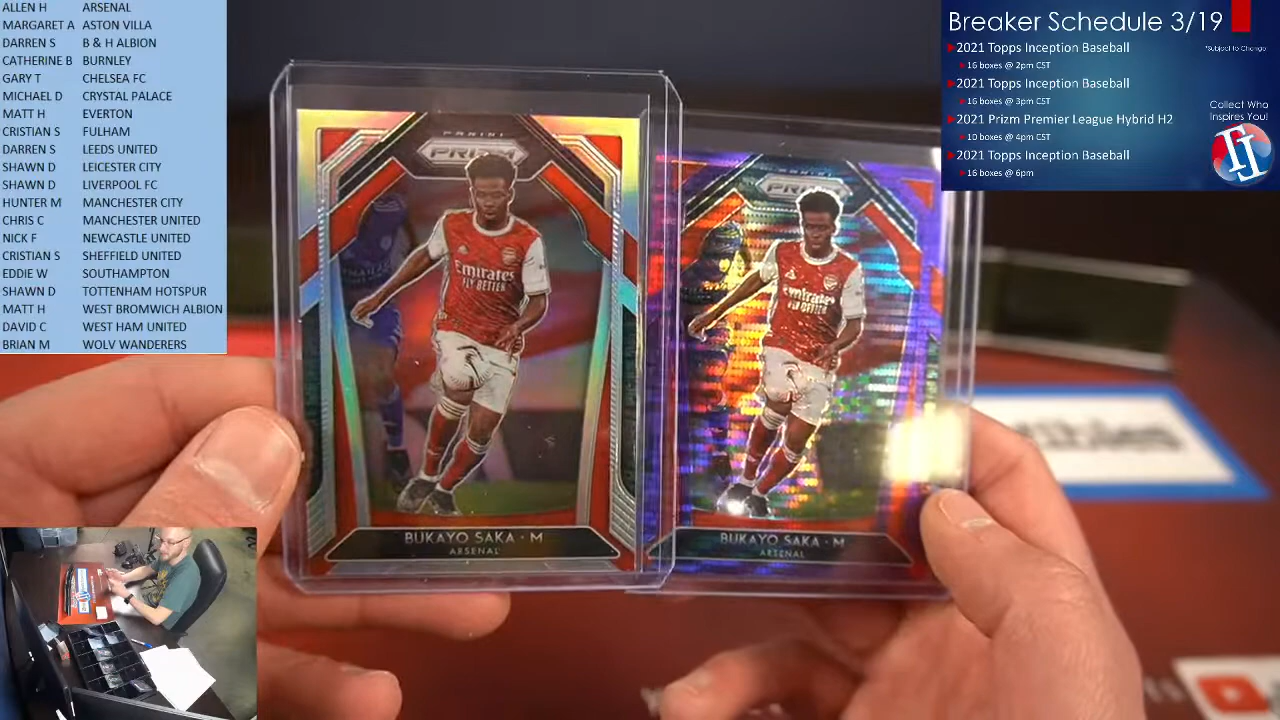 ALLEN H ARSENAL
MARGARET A ASTON VILLA
DARREN S B & H ALBION
CATHERINE B BURNLEY
GARY T CHELSEA FC
MICHAEL D CRYSTAL PALACE
MATT H EVERTON
CRISTIAN S FULHAM
DARREN S LEEDS UNITED
SHAWN D LEICESTER CITY
SHAWN D LIVERPOOL FC
HUNTER M MANCHESTER CITY
CHRIS C MANCHESTER UNITED
NICK F NEWCASTLE UNITED
CRISTIAN S SHEFFIELD UNITED
EDDIE W SOUTHAMPTON
SHAWN D TOTTENHAM HOTSPUR
MATT H WEST BROMWICH ALBION
DAVID C WEST HAM UNITED
BRIAN M WOLV WANDERERS
Breaker Schedule 3/19
2021 Topps Inception Baseball
*Subject to Change
16 boxes @ 2pm CST
2021 Topps Inception Baseball
16 boxes @ 3pm CST
Collect Who
Inspires You!
2021 Prizm Premier League Hybrid H2
10 boxes @ 4pm CST
2021 Topps Inception Baseball
16 boxes @ 6pm
PANINI
PRIZM
Emirates
FLY BETTER
BUKAYO SAKA · M
ARSENAL
PRIZM
Emirates
FLY BETTER
BUKAYO SAKA · M
ARSENAL